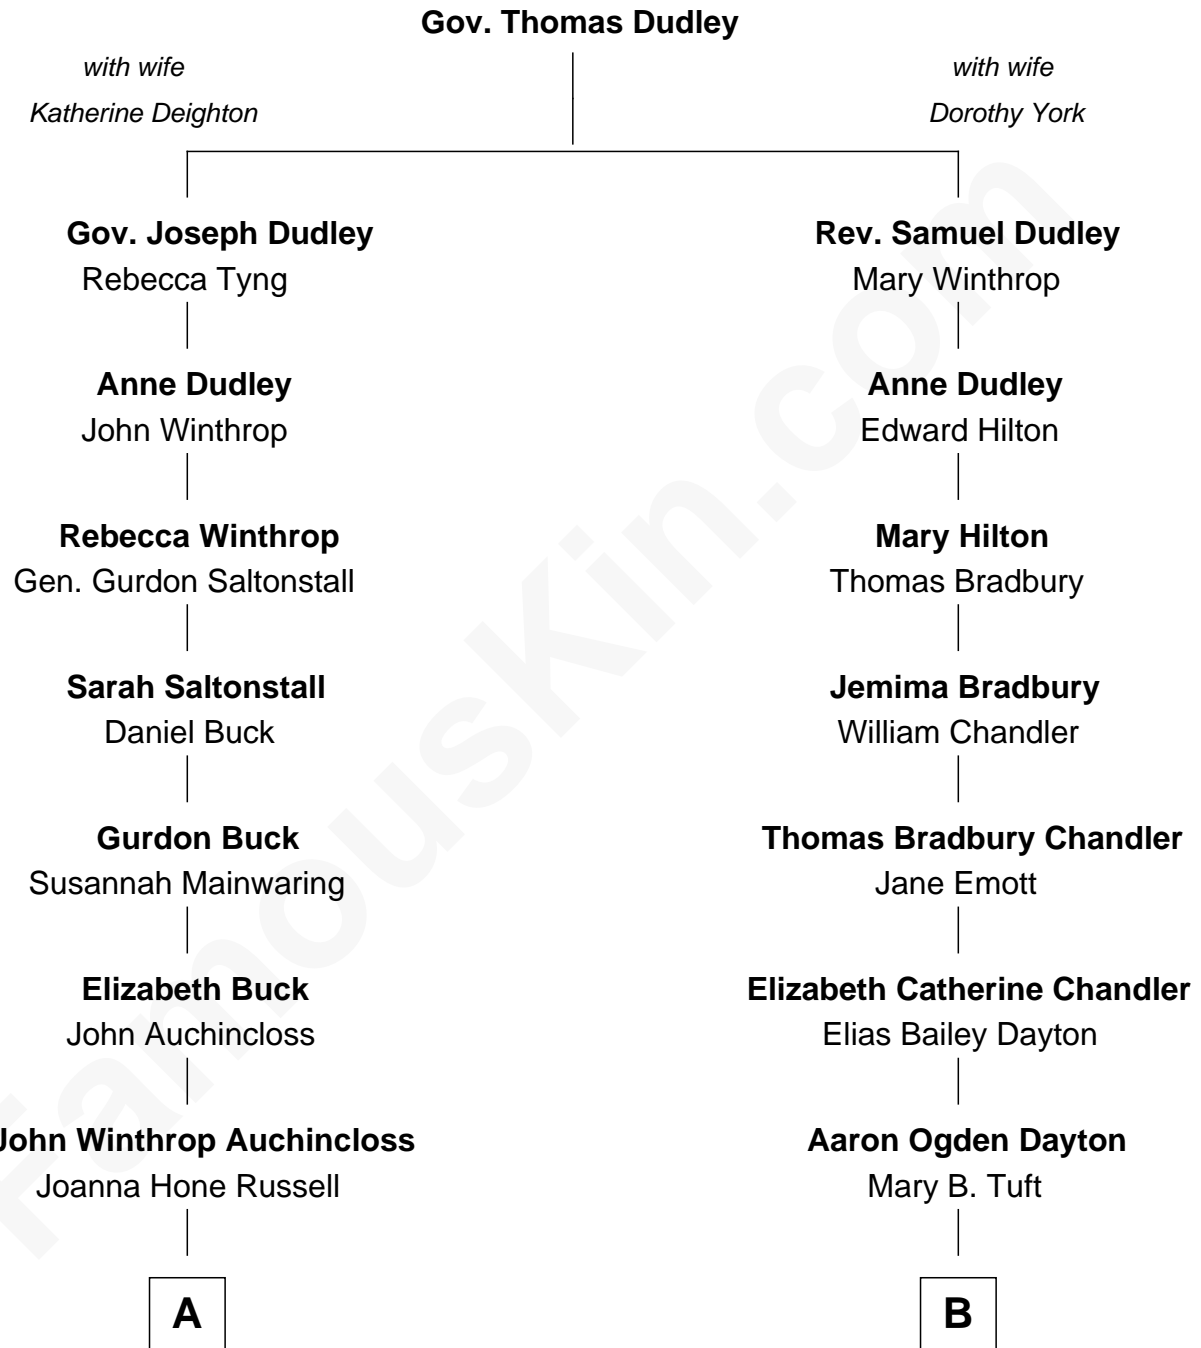 Gov. Thomas Dudley
with wife
Katherine Deighton
with wife
Dorothy York
Gov. Joseph Dudley
Rebecca Tyng
Rev. Samuel Dudley
Mary Winthrop
Anne Dudley
John Winthrop
Anne Dudley
Edward Hilton
Rebecca Winthrop
Gen. Gurdon Saltonstall
Mary Hilton
Thomas Bradbury
Sarah Saltonstall
Daniel Buck
Jemima Bradbury
William Chandler
Gurdon Buck
Susannah Mainwaring
Thomas Bradbury Chandler
Jane Emott
Elizabeth Buck
John Auchincloss
Elizabeth Catherine Chandler
Elias Bailey Dayton
John Winthrop Auchincloss
Joanna Hone Russell
Aaron Ogden Dayton
Mary B. Tuft
A
B
FamousKin.com